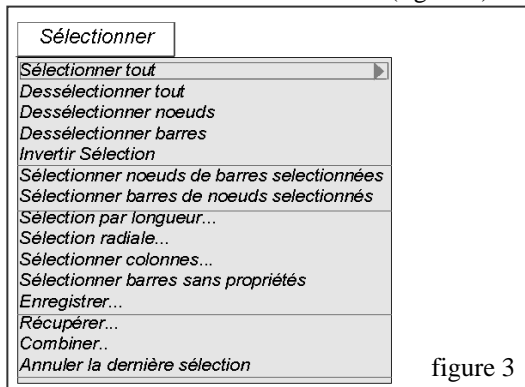 Sélectionner
Sélectionner tout
Dessélectionner tout
Dessélectionner noeuds
Dessélectionner barres
Invertir Sélection
Sélectionner noeuds de barres selectionnées
Sélectionner barres de noeuds selectionnés
Sélection par longueur...
Sélection radiale...
Sélectionner colonnes...
Sélectionner barres sans propriétés
Enregistrer...
Récupérer...
Combiner..
Annuler la dernière sélection
figure 3